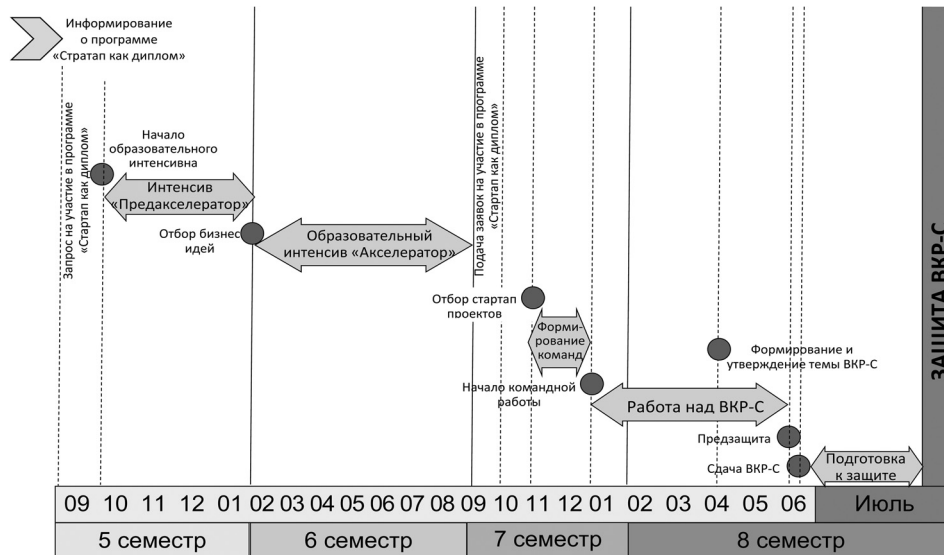 Информирование
о программе
«Стратап как диплом»
Запрос на участие в программе
«Стартап как диплом»
Начало
образовательного
интенсивна
Интенсив
«Предакселератор»
Отбор бизнес
идей
Образовательный
интенсив «Акселератор»
Подача заявок на участие в программе
«Стартап как диплом»
Отбор стартап
проектов
Форми-
рование
команд
Начало командной
работы
Формирование и
утверждение темы ВКР-С
Работа над ВКР-С
Предзащита
Сдача ВКР-С
Подготовка
к защите
ЗАЩИТА ВКР-С
09 10 11 12 01 02 03 04 05 06 07 08 09 10 11 12 01 02 03 04 05 06 Июль
5 семестр 6 семестр 7 семестр 8 семестр